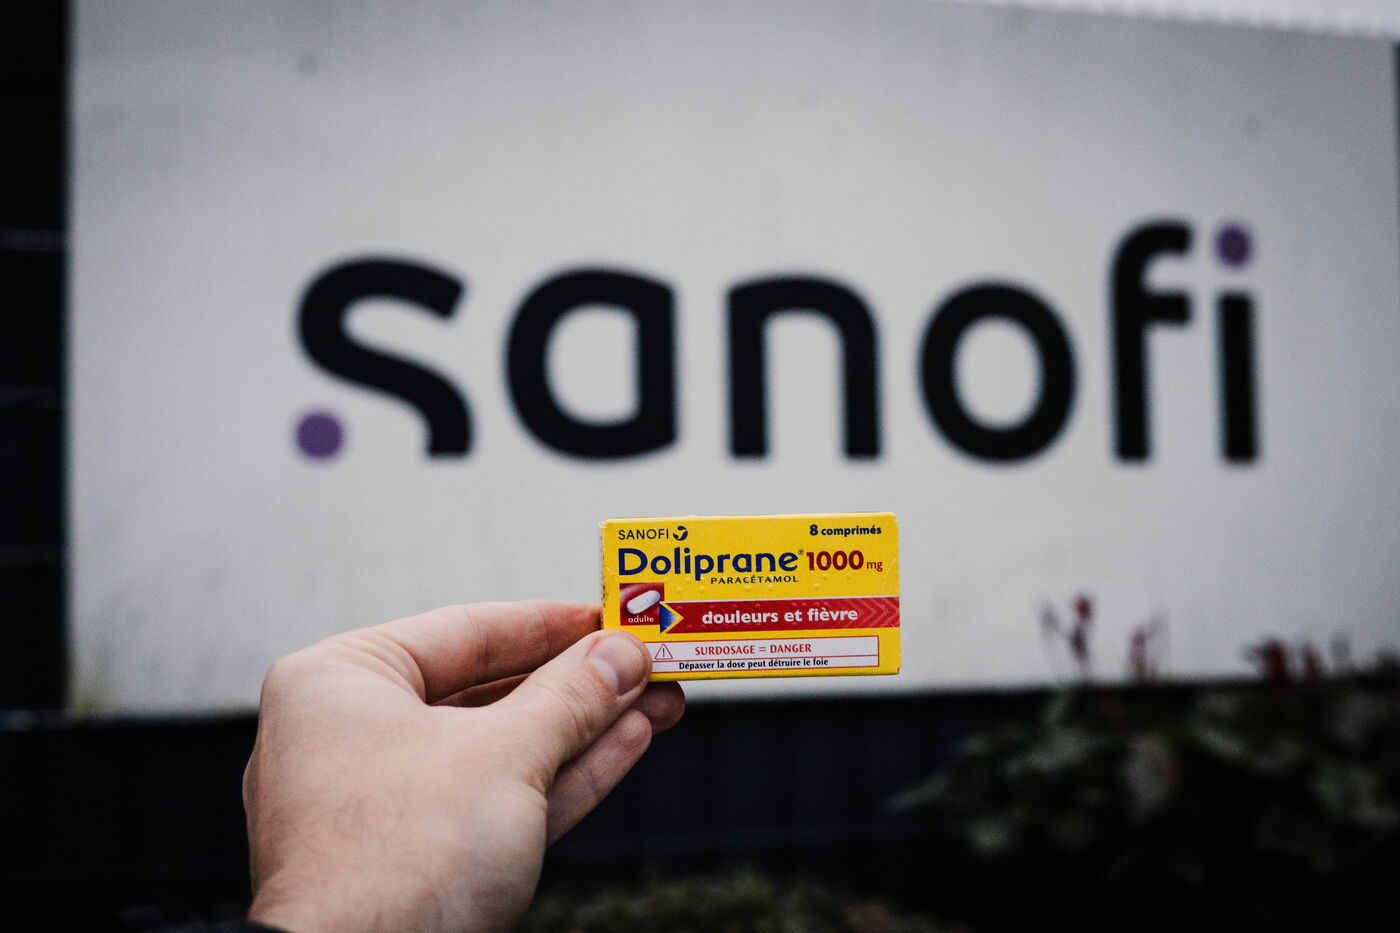 sanofi
SANOFI
8 comprimés
Doliprane® 1000 mg
PARACÉTAMOL
adulte
douleurs et fièvre
SURDOSAGE = DANGER
Dépasser la dose peut détruire le foie